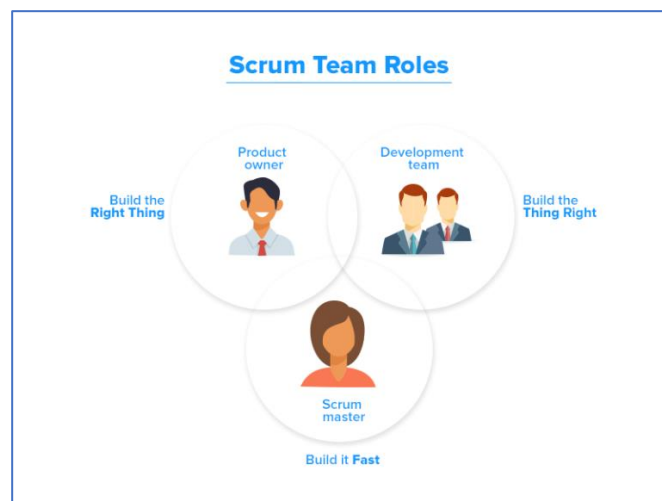 Scrum Team Roles
Product
owner
Development
team
Build the
Right Thing
Build the
Thing Right
Scrum
master
Build it Fast